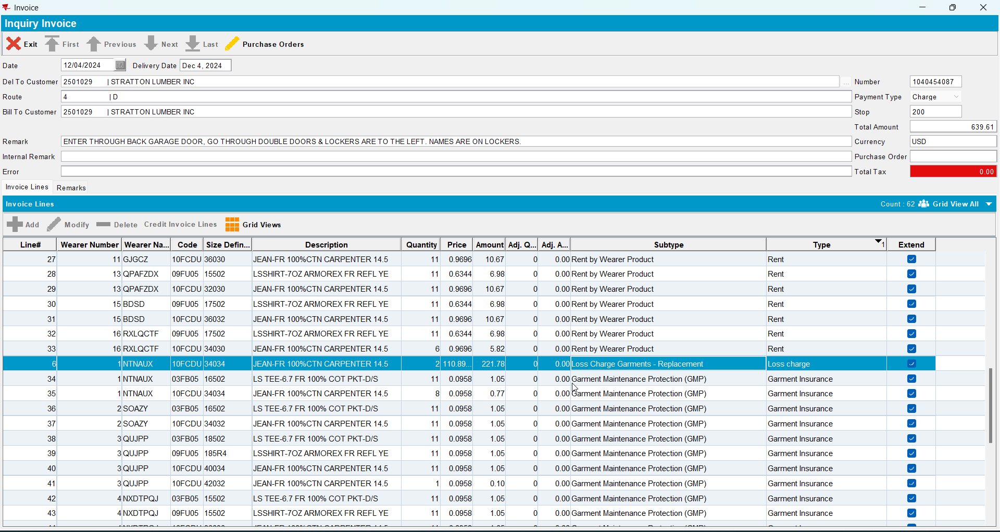 Invoice
Inquiry Invoice
Exit First Previous Next Last Purchase Orders
Date 12/04/2024 Delivery Date Dec 4, 2024
Del To Customer 2501029 | STRATTON LUMBER INC ... Number 1040454087
Route 4 | D Payment Type Charge
Bill To Customer 2501029 | STRATTON LUMBER INC Stop 200
Total Amount 639.61
Remark ENTER THROUGH BACK GARAGE DOOR, GO THROUGH DOUBLE DOORS & LOCKERS ARE TO THE LEFT. NAMES ARE ON LOCKERS. Currency USD
Internal Remark Purchase Order
Error Total Tax 0.00
Invoice Lines Remarks
Invoice Lines Count : 62 Grid View All
Add Modify Delete Credit Invoice Lines Grid Views
Line# Wearer Number Wearer Na... Code Size Defin... Description Quantity Price Amount Adj. Q... Adj. A... Subtype Type 1 Extend
27 11 GJGCZ 10FCDU 36030 JEAN-FR 100%CTN CARPENTER 14.5 11 0.9696 10.67 0 0.00 Rent by Wearer Product Rent
28 13 QPAFZDX 09FU05 15502 LSSHIRT-7OZ ARMOREX FR REFL YE 11 0.6344 6.98 0 0.00 Rent by Wearer Product Rent
29 13 QPAFZDX 10FCDU 32030 JEAN-FR 100%CTN CARPENTER 14.5 11 0.9696 10.67 0 0.00 Rent by Wearer Product Rent
30 15 BDSD 09FU05 17502 LSSHIRT-7OZ ARMOREX FR REFL YE 11 0.6344 6.98 0 0.00 Rent by Wearer Product Rent
31 15 BDSD 10FCDU 36032 JEAN-FR 100%CTN CARPENTER 14.5 11 0.9696 10.67 0 0.00 Rent by Wearer Product Rent
32 16 RXLQCTF 09FU05 17502 LSSHIRT-7OZ ARMOREX FR REFL YE 11 0.6344 6.98 0 0.00 Rent by Wearer Product Rent
33 16 RXLQCTF 10FCDU 34030 JEAN-FR 100%CTN CARPENTER 14.5 6 0.9696 5.82 0 0.00 Rent by Wearer Product Rent
6 1 NTNAUX 10FCDU 34034 JEAN-FR 100%CTN CARPENTER 14.5 2 110.89... 221.78 0 0.00 Loss Charge Garments - Replacement Loss charge
34 1 NTNAUX 03FB05 16502 LS TEE-6.7 FR 100% COT PKT-D/S 11 0.0958 1.05 0 0.00 Garment Maintenance Protection (GMP) Garment Insurance
35 1 NTNAUX 10FCDU 34034 JEAN-FR 100%CTN CARPENTER 14.5 8 0.0958 0.77 0 0.00 Garment Maintenance Protection (GMP) Garment Insurance
36 2 SOAZY 03FB05 16502 LS TEE-6.7 FR 100% COT PKT-D/S 11 0.0958 1.05 0 0.00 Garment Maintenance Protection (GMP) Garment Insurance
37 2 SOAZY 10FCDU 34032 JEAN-FR 100%CTN CARPENTER 14.5 11 0.0958 1.05 0 0.00 Garment Maintenance Protection (GMP) Garment Insurance
38 3 QUJPP 03FB05 18502 LS TEE-6.7 FR 100% COT PKT-D/S 11 0.0958 1.05 0 0.00 Garment Maintenance Protection (GMP) Garment Insurance
39 3 QUJPP 09FU05 185R4 LSSHIRT-7OZ ARMOREX FR REFL YE 11 0.0958 1.05 0 0.00 Garment Maintenance Protection (GMP) Garment Insurance
40 3 QUJPP 10FCDU 40034 JEAN-FR 100%CTN CARPENTER 14.5 11 0.0958 1.05 0 0.00 Garment Maintenance Protection (GMP) Garment Insurance
41 3 QUJPP 10FCDU 42032 JEAN-FR 100%CTN CARPENTER 14.5 1 0.0958 0.10 0 0.00 Garment Maintenance Protection (GMP) Garment Insurance
42 4 NXDTPQJ 03FB05 15502 LS TEE-6.7 FR 100% COT PKT-D/S 11 0.0958 1.05 0 0.00 Garment Maintenance Protection (GMP) Garment Insurance
43 4 NXDTPQJ 09FU05 15502 LSSHIRT-7OZ ARMOREX FR REFL YE 11 0.0958 1.05 0 0.00 Garment Maintenance Protection (GMP) Garment Insurance